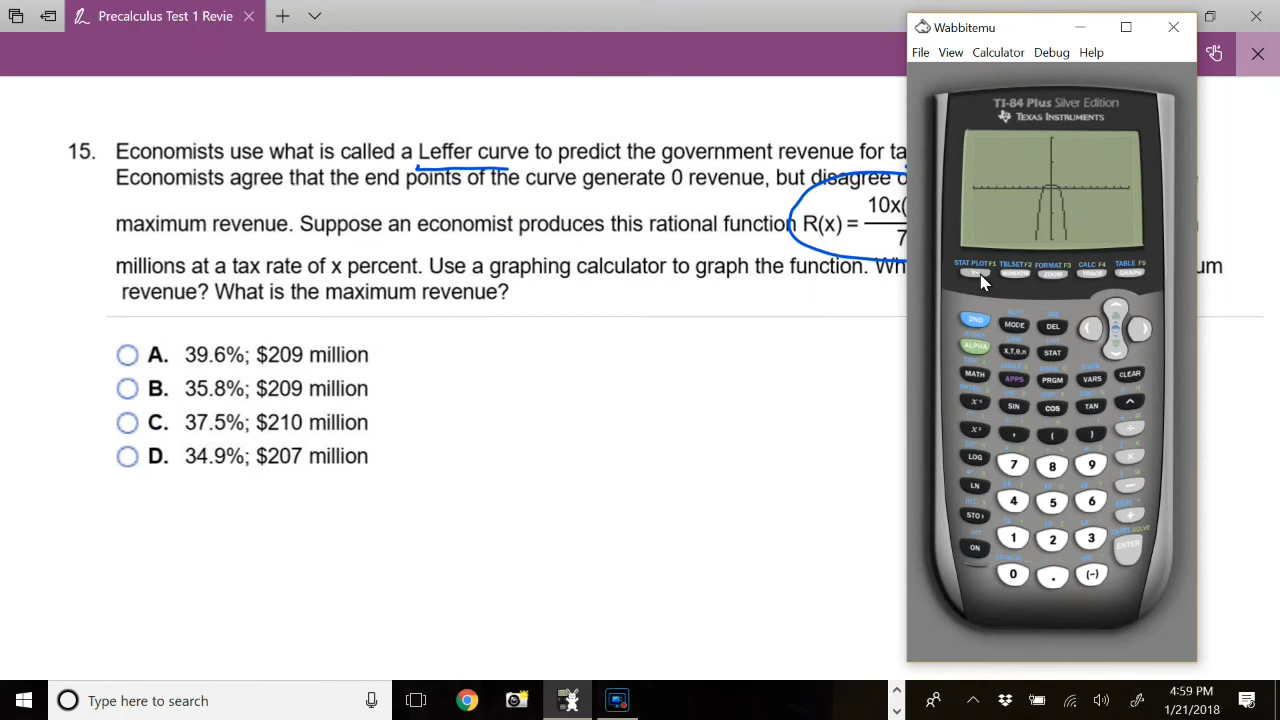 Precalculus Test 1 Revie
Wabbitemu
File View Calculator Debug Help
TI-84 Plus Silver Edition
TEXAS INSTRUMENTS
15. Economists use what is called a Leffer curve to predict the government revenue for
Economists agree that the end points of the curve generate 0 revenue, but disagree
maximum revenue. Suppose an economist produces this rational function R(x) = 10x(
7
millions at a tax rate of x percent. Use a graphing calculator to graph the function.
revenue? What is the maximum revenue?
A. 39.6%; $209 million
B. 35.8%; $209 million
C. 37.5%; $210 million
D. 34.9%; $207 million
STAT PLOT F1 TBLSET F2 FORMAT F3 CALC F4 TABLE F5
Y= WINDOW ZOOM TRACE GRAPH
2ND MODE DEL
ALPHA X,T,θ,n STAT
MATH APPS PRGM VARS CLEAR
SIN COS TAN ^
, ( ) ÷
LOG 7 8 9 ×
LN 4 5 6 −
STO 1 2 3 +
ON 0 . (−) ENTER
Type here to search
4:59 PM
1/21/2018